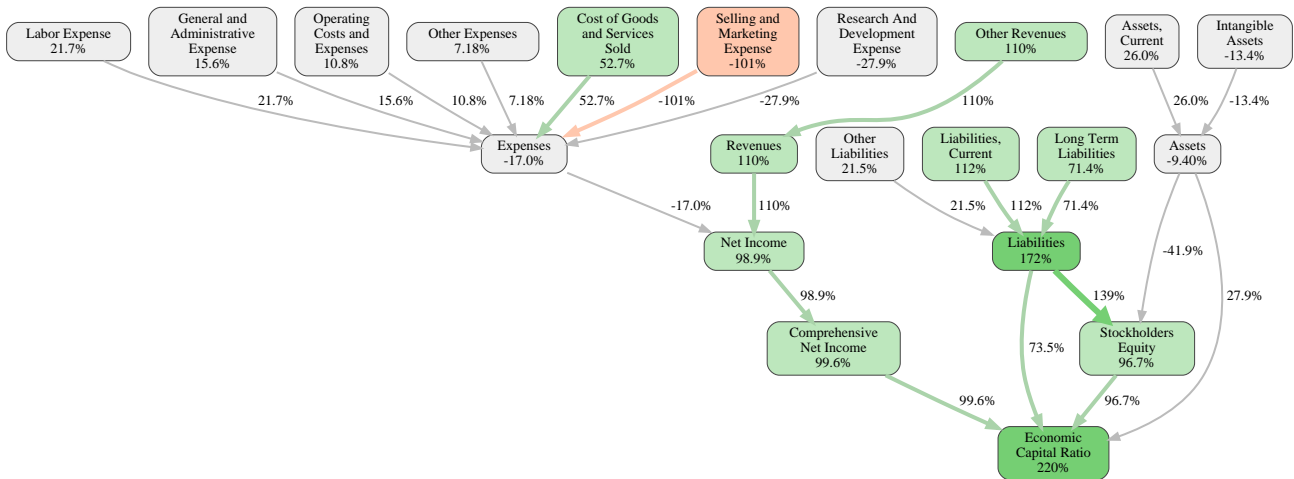 Labor Expense
21.7%
General and
Administrative
Expense
15.6%
Operating
Costs and
Expenses
10.8%
Other Expenses
7.18%
Cost of Goods
and Services
Sold
52.7%
Selling and
Marketing
Expense
-101%
Research And
Development
Expense
-27.9%
Other Revenues
110%
Assets,
Current
26.0%
Intangible
Assets
-13.4%
21.7%
15.6%
10.8%
7.18%
52.7%
-101%
-27.9%
110%
26.0%
-13.4%
Expenses
-17.0%
Revenues
110%
Other
Liabilities
21.5%
Liabilities,
Current
112%
Long Term
Liabilities
71.4%
Assets
-9.40%
-17.0%
110%
21.5%
112%
71.4%
Net Income
98.9%
Liabilities
172%
-41.9%
98.9%
139%
27.9%
Comprehensive
Net Income
99.6%
73.5%
Stockholders
Equity
96.7%
99.6%
96.7%
Economic
Capital Ratio
220%